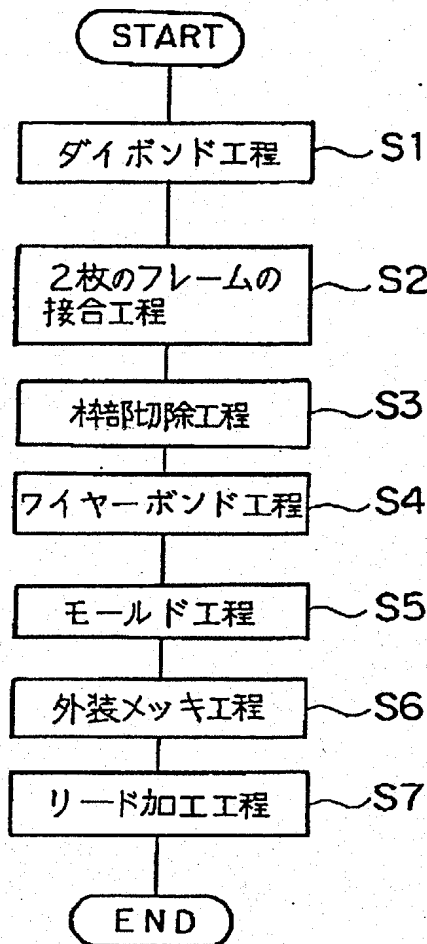 START
ダイボンド工程 S1
2枚のフレームの
接合工程 S2
枠部切除工程 S3
ワイヤーボンド工程 S4
モールド工程 S5
外装メッキ工程 S6
リード加工工程 S7
END